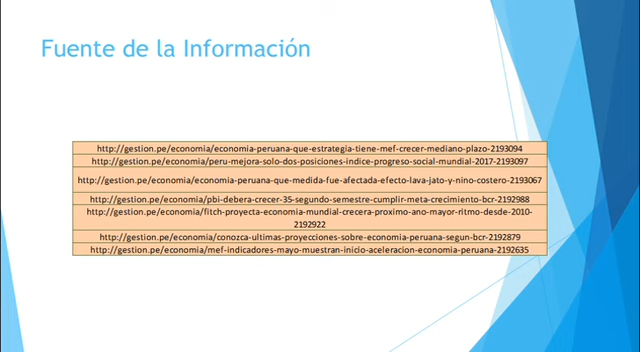 Fuente de la Información
http://gestion.pe/economia/economia-peruana-que-estrategia-tiene-mef-crecer-mediano-plazo-2193094
http://gestion.pe/economia/peru-mejora-solo-dos-posiciones-indice-progreso-social-mundial-2017-2193097
http://gestion.pe/economia/economia-peruana-que-medida-fue-afectada-efecto-lava-jato-y-nino-costero-2193067
http://gestion.pe/economia/pbi-debera-crecer-35-segundo-semestre-cumplir-meta-crecimiento-bcr-2192988
http://gestion.pe/economia/fitch-proyecta-economia-mundial-crecera-proximo-ano-mayor-ritmo-desde-2010-
2192922
http://gestion.pe/economia/conozca-ultimas-proyecciones-sobre-economia-peruana-segun-bcr-2192879
http://gestion.pe/economia/mef-indicadores-mayo-muestran-inicio-aceleracion-economia-peruana-2192635